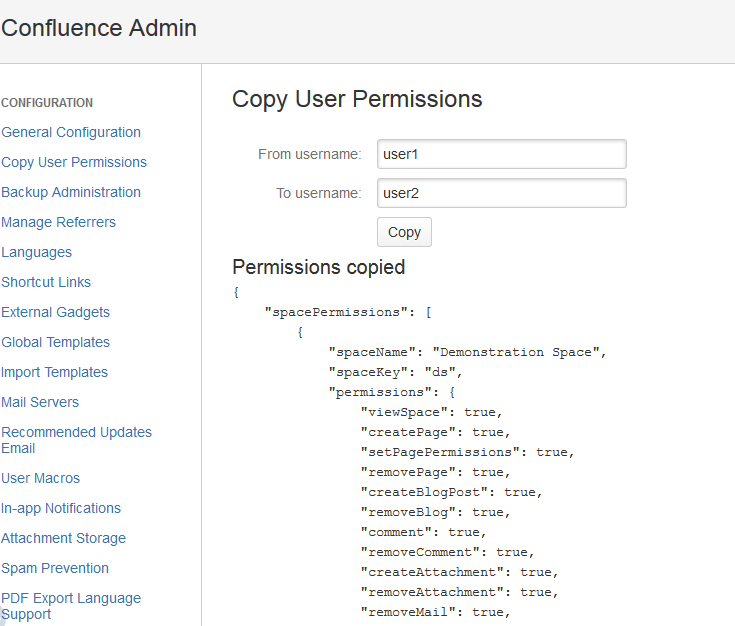 Confluence Admin
CONFIGURATION
General Configuration
Copy User Permissions
Backup Administration
Manage Referrers
Languages
Shortcut Links
External Gadgets
Global Templates
Import Templates
Mail Servers
Recommended Updates
Email
User Macros
In-app Notifications
Attachment Storage
Spam Prevention
PDF Export Language
Support
Copy User Permissions
From username: user1
To username: user2
Copy
Permissions copied
{
    "spacePermissions": [
        {
            "spaceName": "Demonstration Space",
            "spaceKey": "ds",
            "permissions": {
                "viewSpace": true,
                "createPage": true,
                "setPagePermissions": true,
                "removePage": true,
                "createBlogPost": true,
                "removeBlog": true,
                "comment": true,
                "removeComment": true,
                "createAttachment": true,
                "removeAttachment": true,
                "removeMail": true,